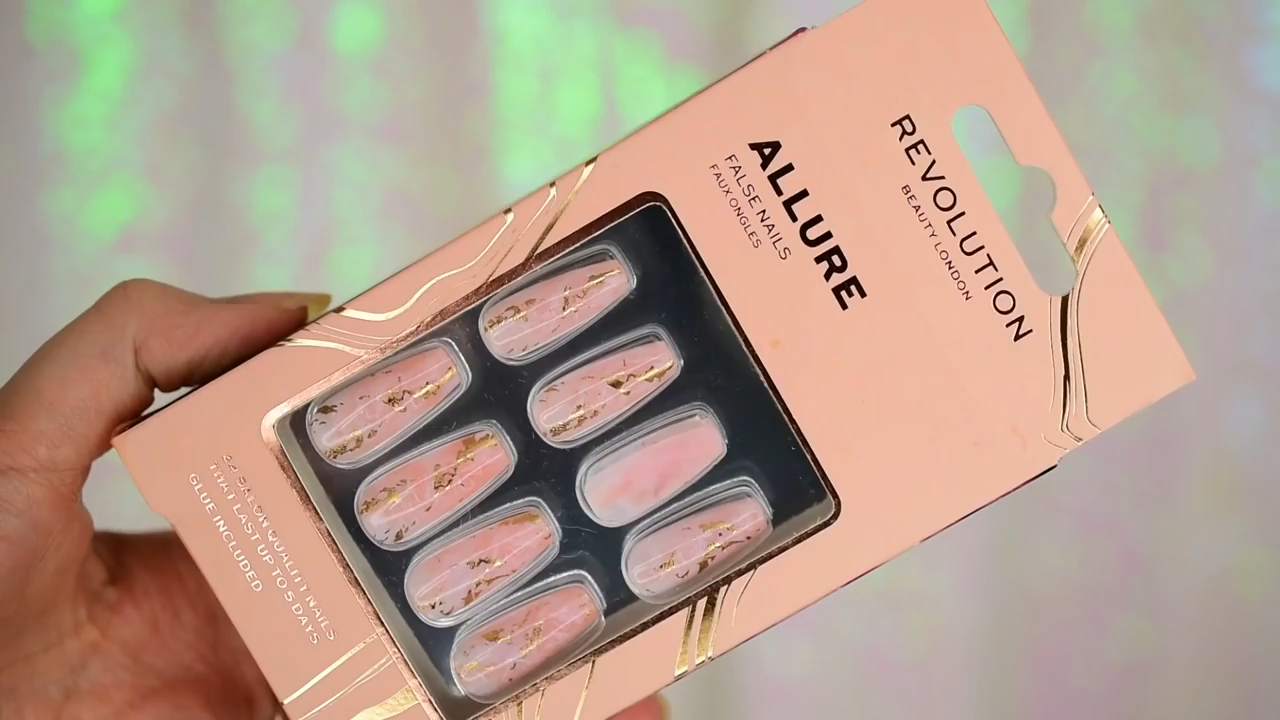 REVOLUTION
BEAUTY LONDON
ALLURE
FALSE NAILS
FAUX ONGLES
24 SALON QUALITY NAILS
THAT LAST UP TO 5 DAYS
GLUE INCLUDED